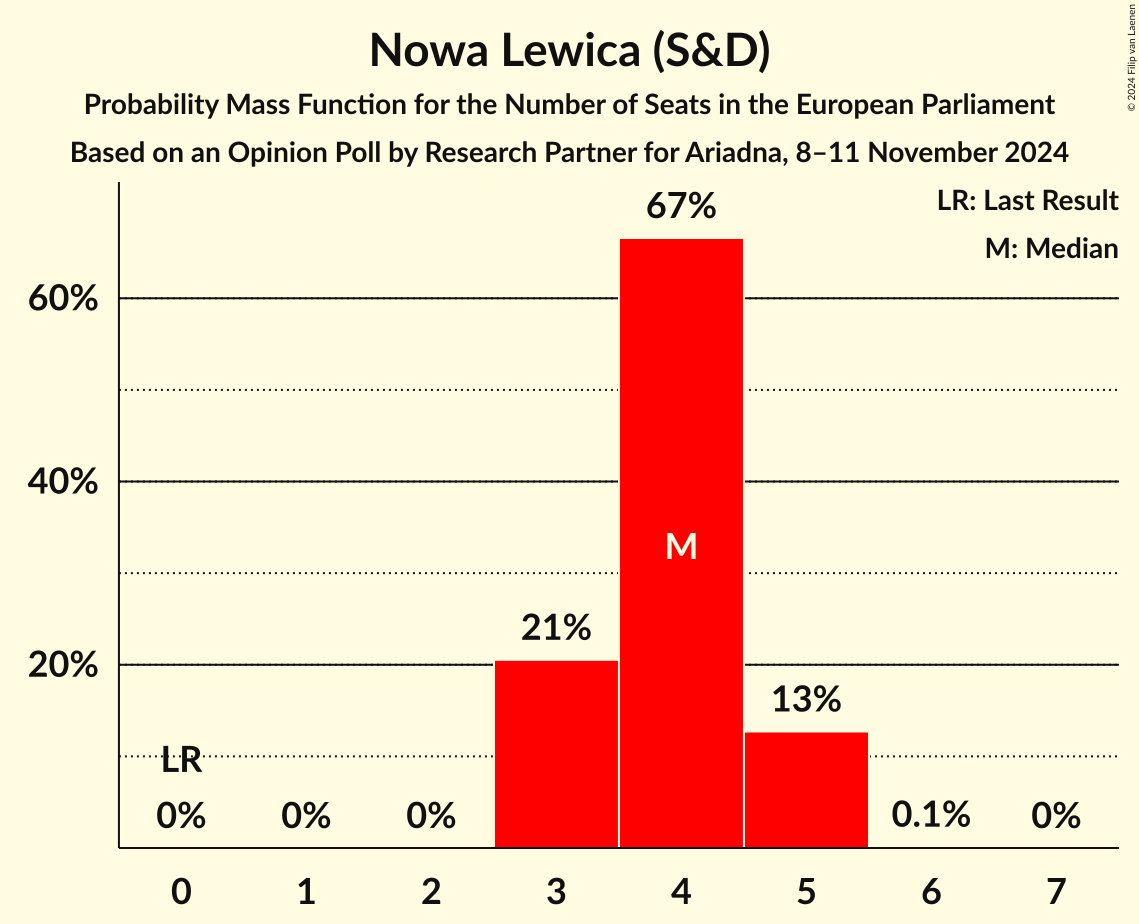 Nowa Lewica (S&D)
Probability Mass Function for the Number of Seats in the European Parliament
Based on an Opinion Poll by Research Partner for Ariadna, 8–11 November 2024
© 2024 Filip van Laenen
LR: Last Result
M: Median
67%
60%
40%
M
21%
20%
13%
LR
0%
0%
0%
0.1%
0%
0 1 2 3 4 5 6 7